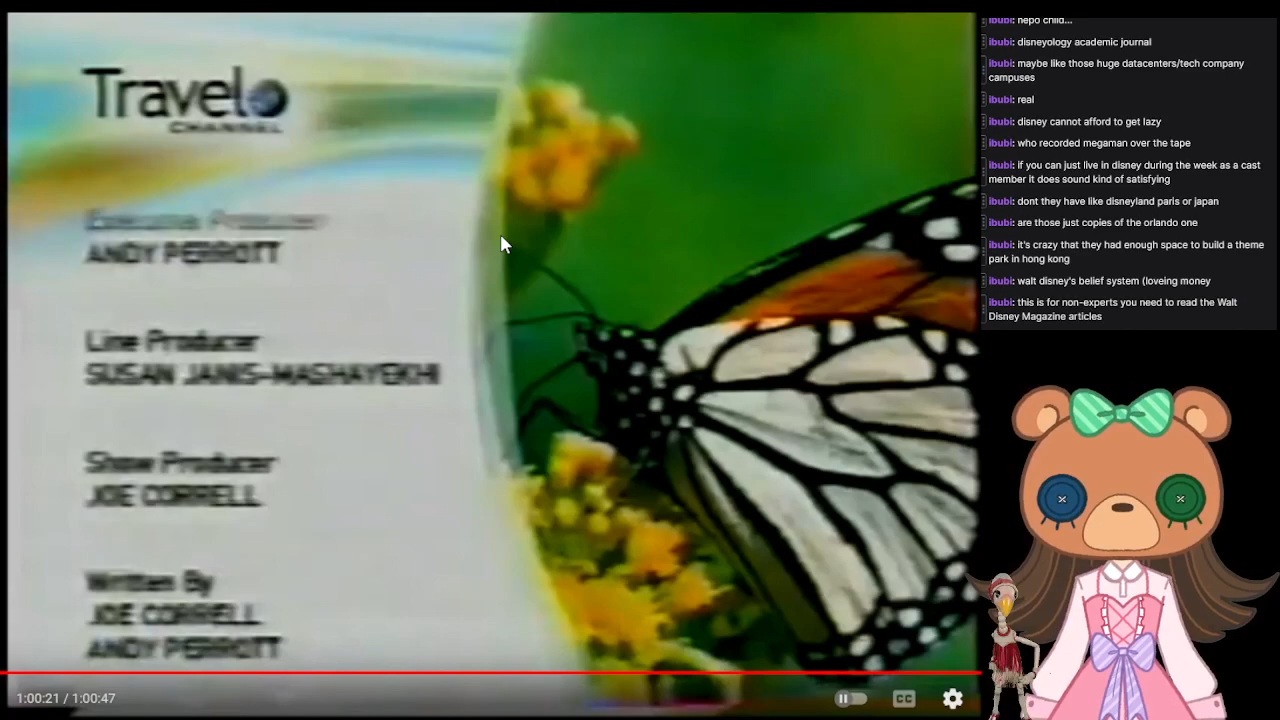 Travel
CHANNEL
Executive Producer
ANDY PERROTT
Line Producer
SUSAN JANIS-MASHAYEKHI
Show Producer
JOE CORRELL
Written By
JOE CORRELL
ANDY PERROTT
1:00:21 / 1:00:47
CC
ibubi: nepo child...
ibubi: disneyology academic journal
ibubi: maybe like those huge datacenters/tech company
campuses
ibubi: real
ibubi: disney cannot afford to get lazy
ibubi: who recorded megaman over the tape
ibubi: if you can just live in disney during the week as a cast
member it does sound kind of satisfying
ibubi: dont they have like disneyland paris or japan
ibubi: are those just copies of the orlando one
ibubi: it's crazy that they had enough space to build a theme
park in hong kong
ibubi: walt disney's belief system (loveing money
ibubi: this is for non-experts you need to read the Walt
Disney Magazine articles